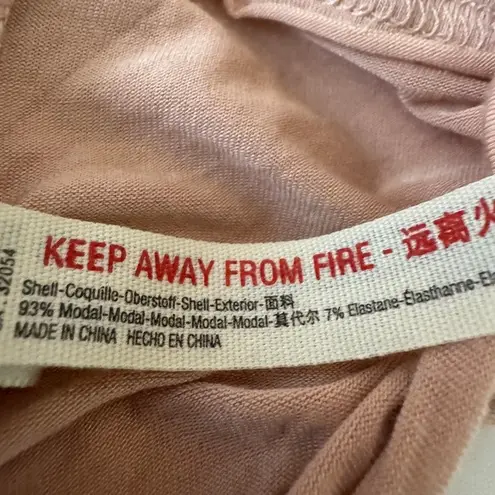 KEEP AWAY FROM FIRE - 远离火
32054
Shell-Coquille-Oberstoff-Shell-Exterior-面料
93% Modal-Modal-Modal-Modal-Modal-莫代尔 7% Elastane-Élasthanne-
MADE IN CHINA HECHO EN CHINA